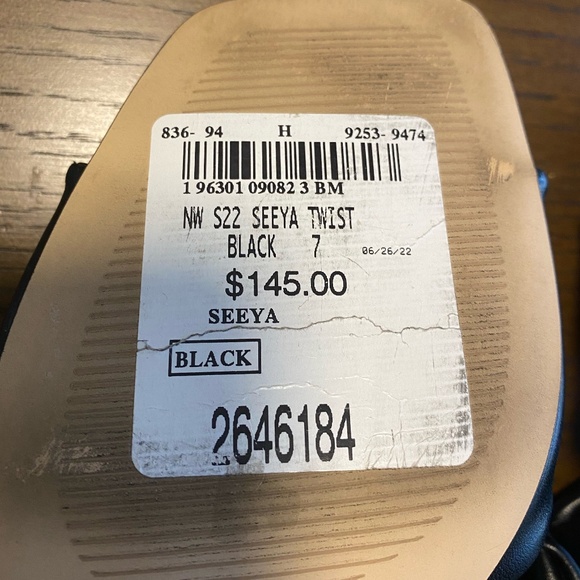 836- 94 H 9253- 9474
1 96301 09082 3 BM
NW S22 SEEYA TWIST
BLACK 7 06/26/22
$145.00
SEEYA
BLACK
2646184